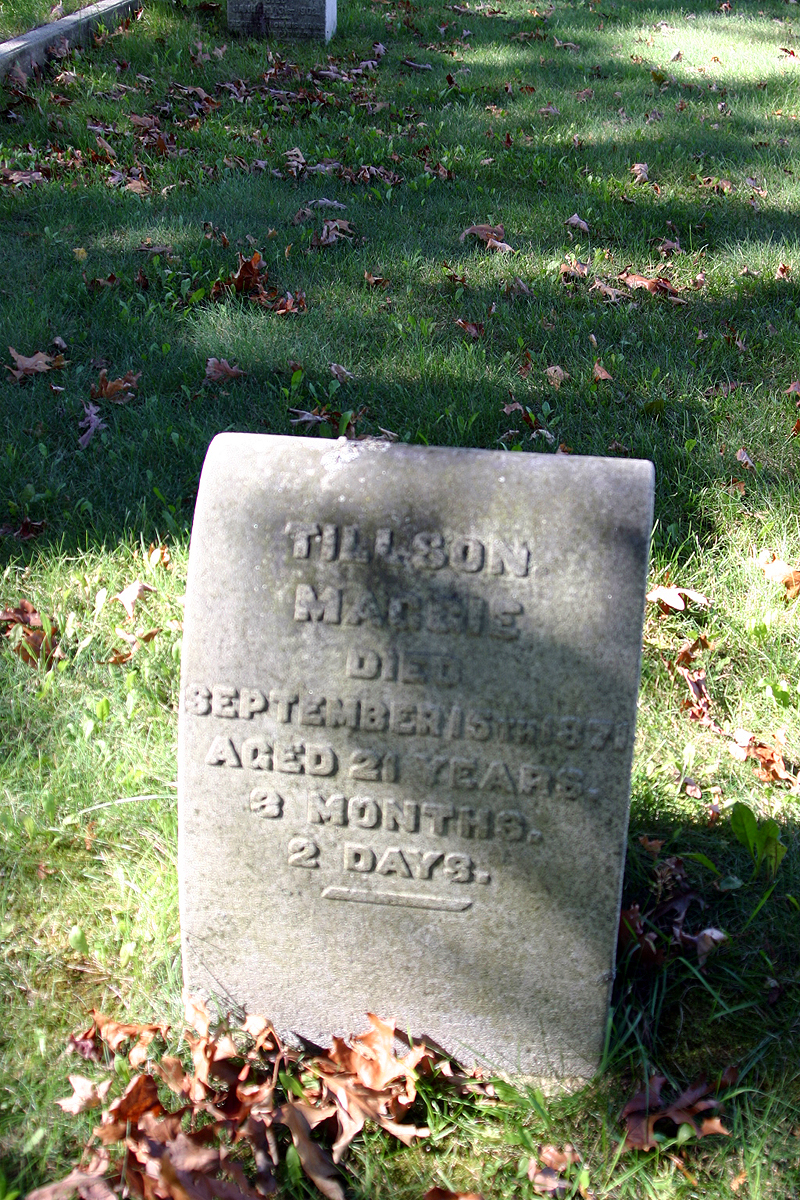 TILLSON
MAGGIE
DIED
SEPTEMBER 15TH 1871
AGED 21 YEARS.
8 MONTHS.
2 DAYS.